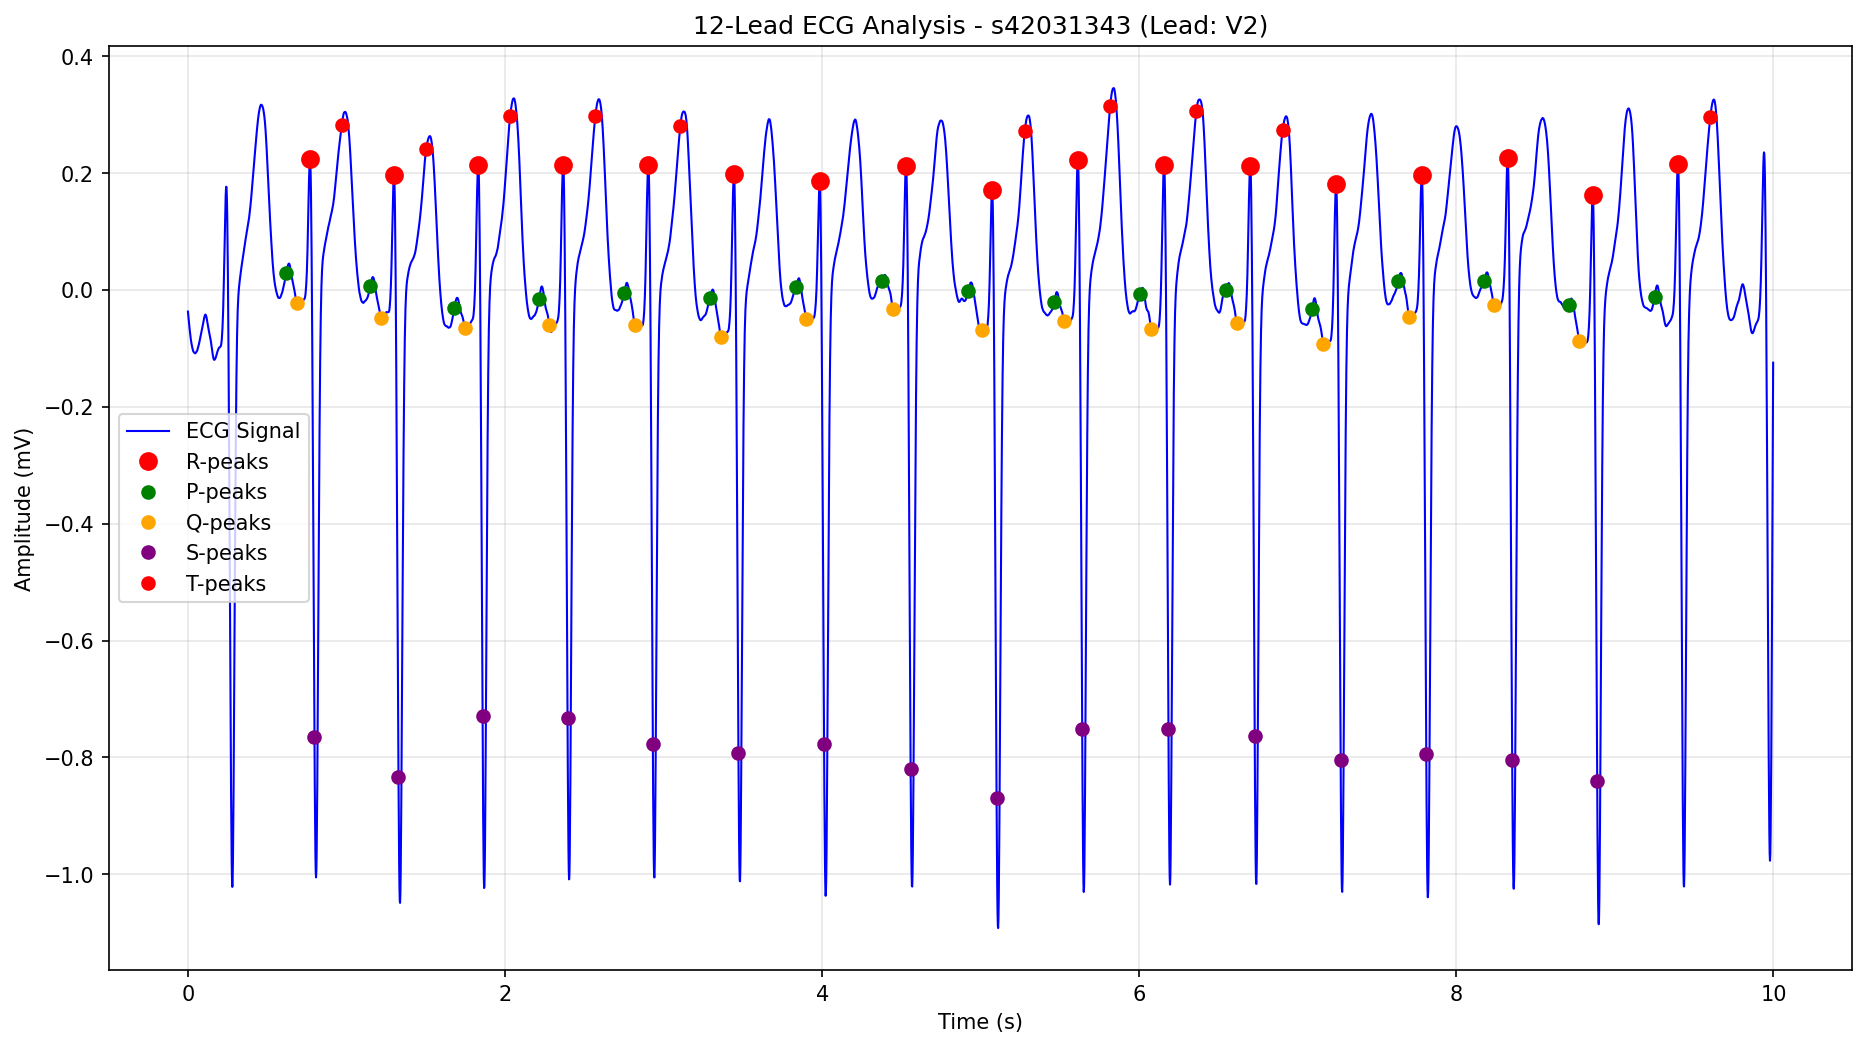 12-Lead ECG Analysis - s42031343 (Lead: V2)
0.4
0.2
0.0
−0.2
−0.4
−0.6
−0.8
−1.0
Amplitude (mV)
ECG Signal
R-peaks
P-peaks
Q-peaks
S-peaks
T-peaks
0 2 4 6 8 10
Time (s)